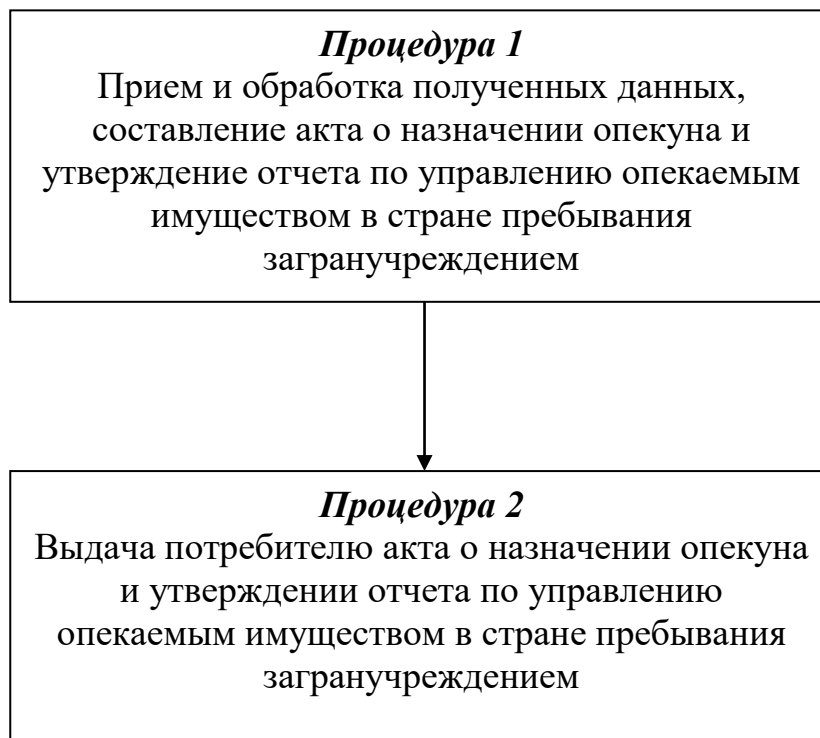 Процедура 1
Прием и обработка полученных данных,
составление акта о назначении опекуна и
утверждение отчета по управлению опекаемым
имуществом в стране пребывания
загранучреждением
Процедура 2
Выдача потребителю акта о назначении опекуна
и утверждении отчета по управлению
опекаемым имуществом в стране пребывания
загранучреждением